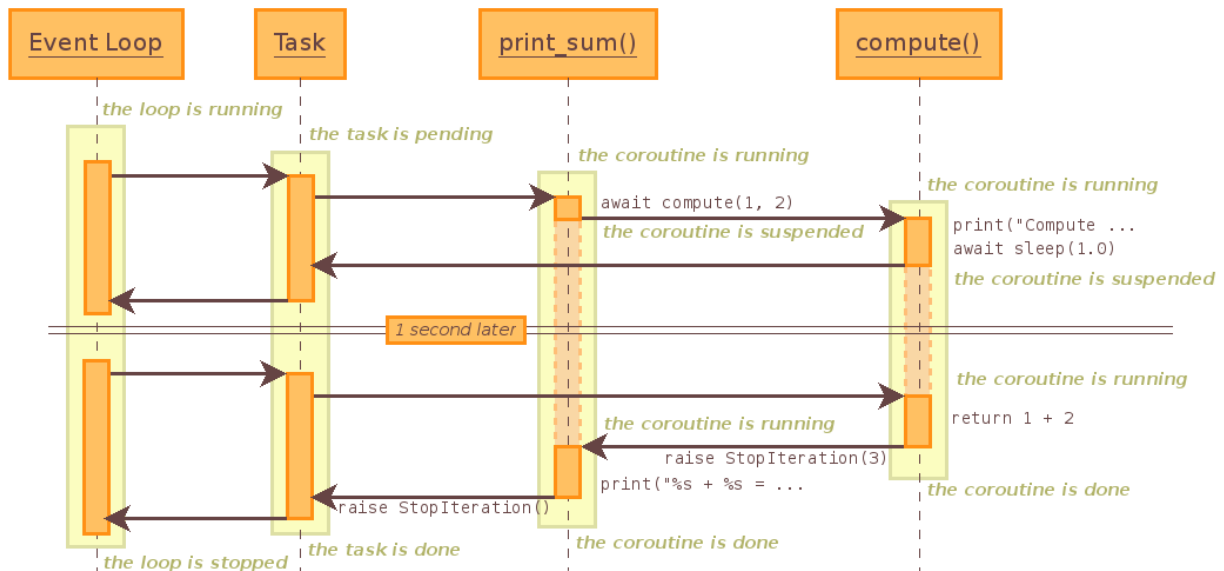 Event Loop
Task
print_sum()
compute()
the loop is running
the task is pending
the coroutine is running
the coroutine is running
await compute(1, 2)
print("Compute ...
the coroutine is suspended
await sleep(1.0)
the coroutine is suspended
1 second later
the coroutine is running
return 1 + 2
the coroutine is running
raise StopIteration(3)
print("%s + %s = ...
the coroutine is done
raise StopIteration()
the coroutine is done
the task is done
the loop is stopped